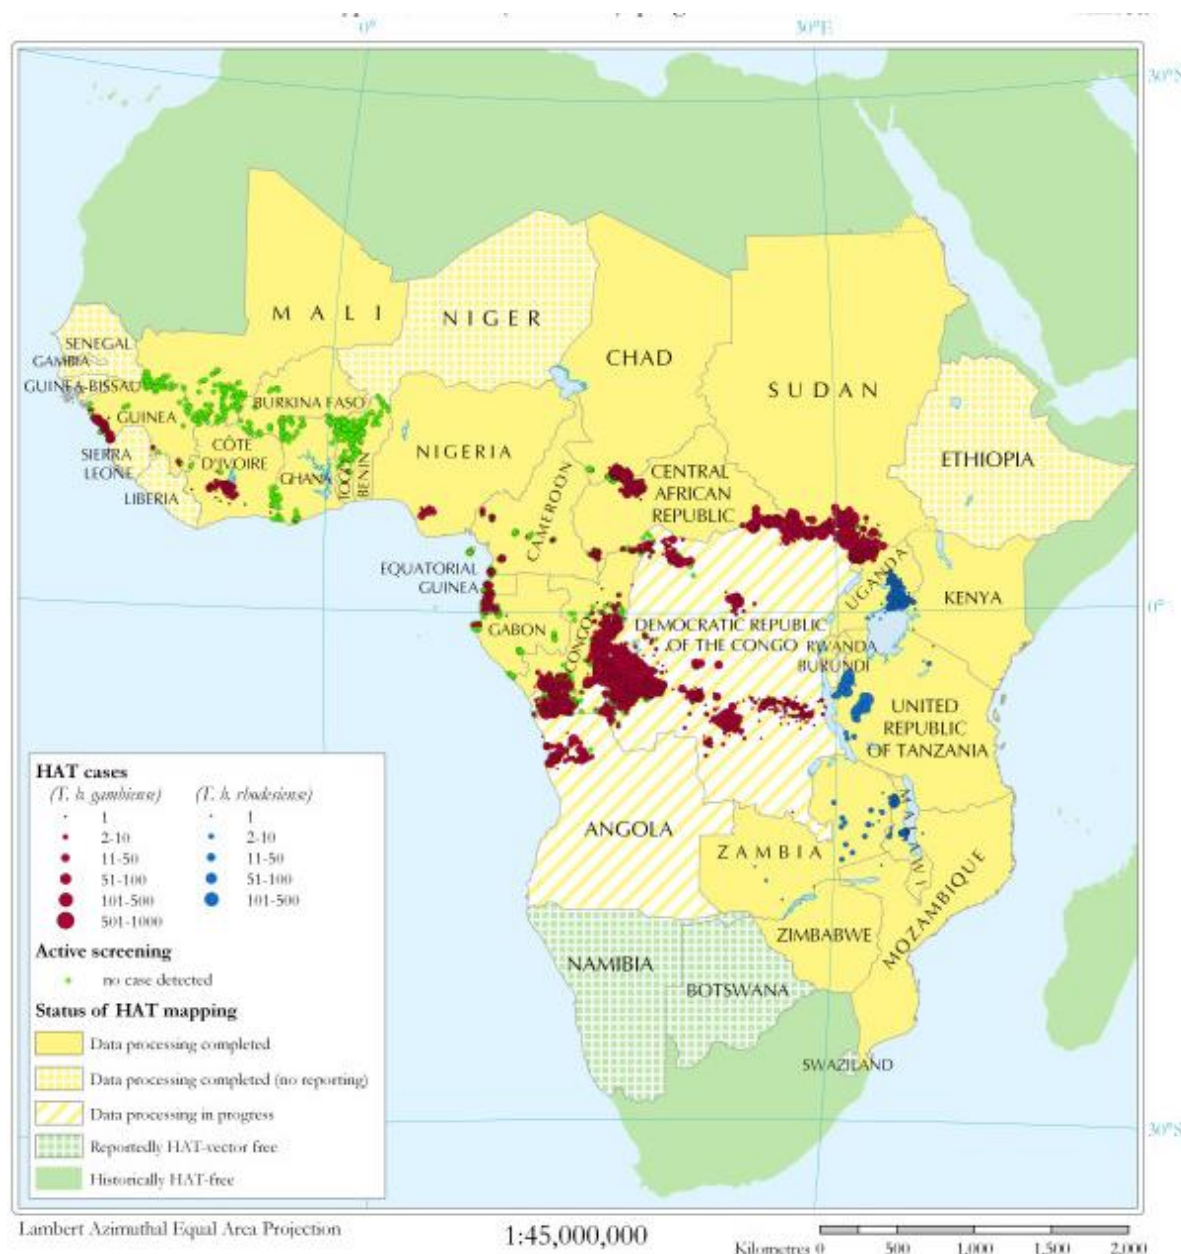 0°
30°E
30°N
MALI
NIGER
CHAD
SUDAN
SENEGAL
GAMBIA
GUINEA-BISSAU
GUINEA
BURKINA FASO
SIERRA
LEONE
LIBERIA
CÔTE
D'IVOIRE
GHANA
TOGO
BENIN
NIGERIA
CAMEROON
CENTRAL
AFRICAN
REPUBLIC
ETHIOPIA
EQUATORIAL
GUINEA
GABON
CONGO
DEMOCRATIC REPUBLIC
OF THE CONGO
UGANDA
KENYA
0°
RWANDA
BURUNDI
UNITED
REPUBLIC
OF TANZANIA
ANGOLA
ZAMBIA
MALAWI
MOZAMBIQUE
ZIMBABWE
NAMIBIA
BOTSWANA
SWAZILAND
30°S
HAT cases
(T. b. gambiense) (T. b. rhodesiense)
1 1
2-10 2-10
11-50 11-50
51-100 51-100
101-500 101-500
501-1000
Active screening
no case detected
Status of HAT mapping
Data processing completed
Data processing completed (no reporting)
Data processing in progress
Reportedly HAT-vector free
Historically HAT-free
Lambert Azimuthal Equal Area Projection
1:45,000,000
Kilometres 0 500 1,000 1,500 2,000